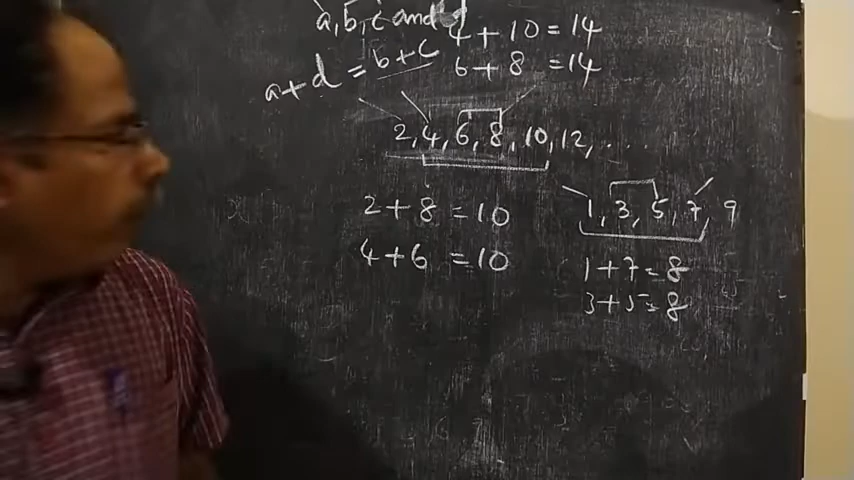 a, b, c and d
4 + 10 = 14
a + d = b + c
6 + 8 = 14
2, 4, 6, 8, 10, 12, . . . .
2 + 8 = 10
4 + 6 = 10
1, 3, 5, 7, 9
1 + 7 = 8
3 + 5 = 8